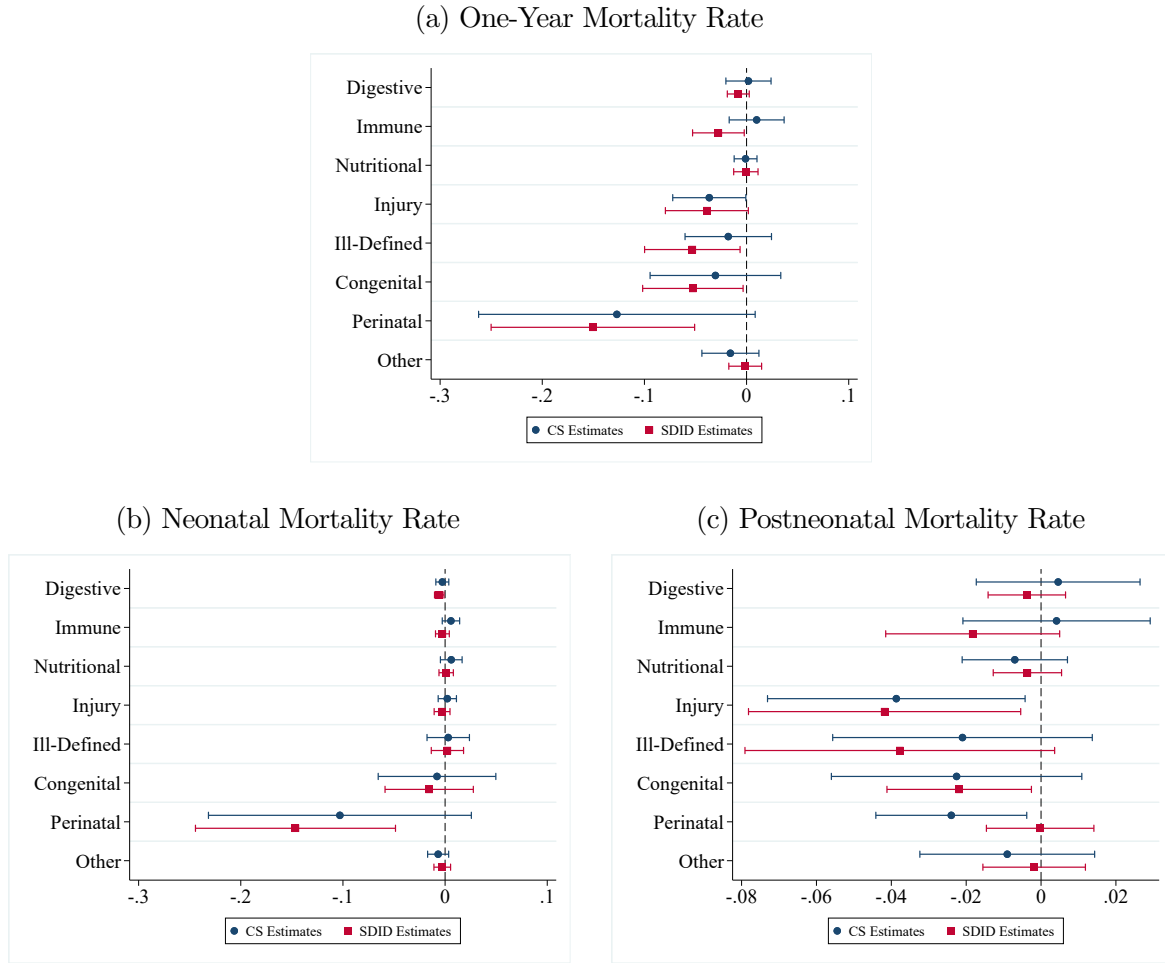 (a) One-Year Mortality Rate
Digestive
Immune
Nutritional
Injury
Ill-Defined
Congenital
Perinatal
Other
-.3 -.2 -.1 0 .1
CS Estimates SDID Estimates
(b) Neonatal Mortality Rate
Digestive
Immune
Nutritional
Injury
Ill-Defined
Congenital
Perinatal
Other
-.3 -.2 -.1 0 .1
CS Estimates SDID Estimates
(c) Postneonatal Mortality Rate
Digestive
Immune
Nutritional
Injury
Ill-Defined
Congenital
Perinatal
Other
-.08 -.06 -.04 -.02 0 .02
CS Estimates SDID Estimates